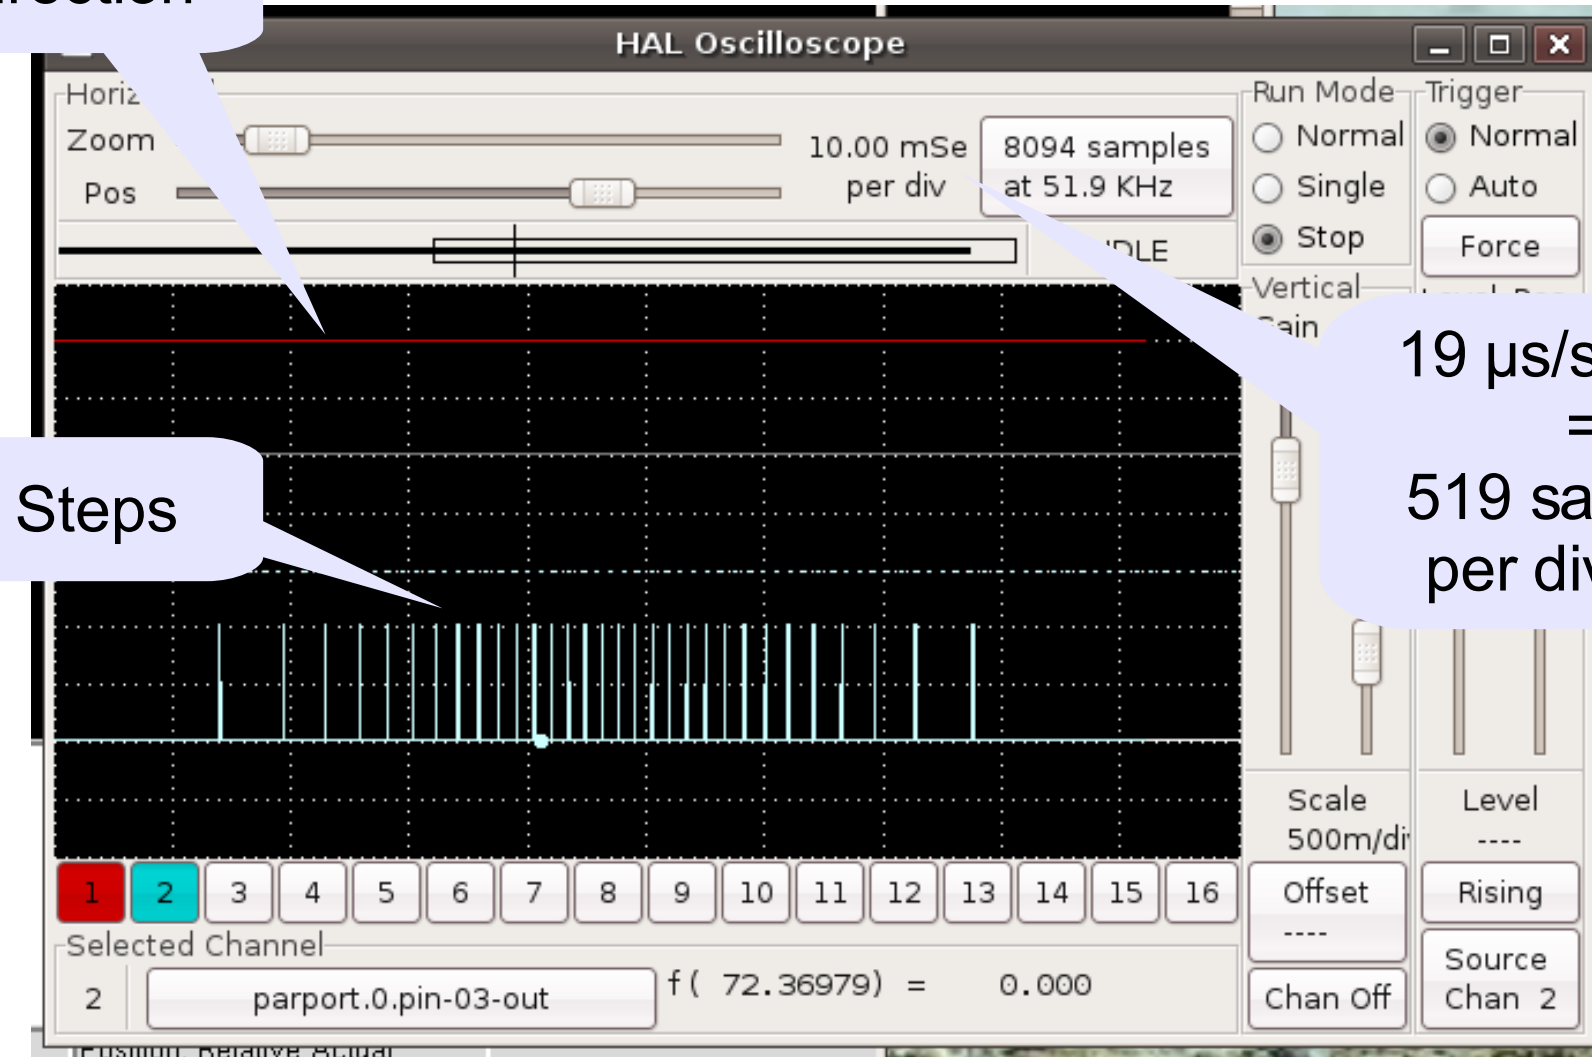 HAL Oscilloscope
Zoom
Pos
10.00 mSe
per div
8094 samples
at 51.9 KHz
Run Mode
Normal
Single
Stop
Trigger
Normal
Auto
Force
Vertical
19 µs/s
=
519 sa
per div
Steps
Scale
500m/div
Level
----
1 2 3 4 5 6 7 8 9 10 11 12 13 14 15 16
Offset
----
Rising
Selected Channel
2 parport.0.pin-03-out
f( 72.36979) = 0.000
Chan Off
Source
Chan 2